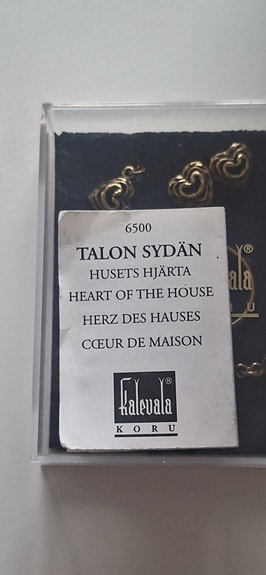 6500
TALON SYDÄN
HUSETS HJÄRTA
HEART OF THE HOUSE
HERZ DES HAUSES
CŒUR DE MAISON
Kalevala®
KORU